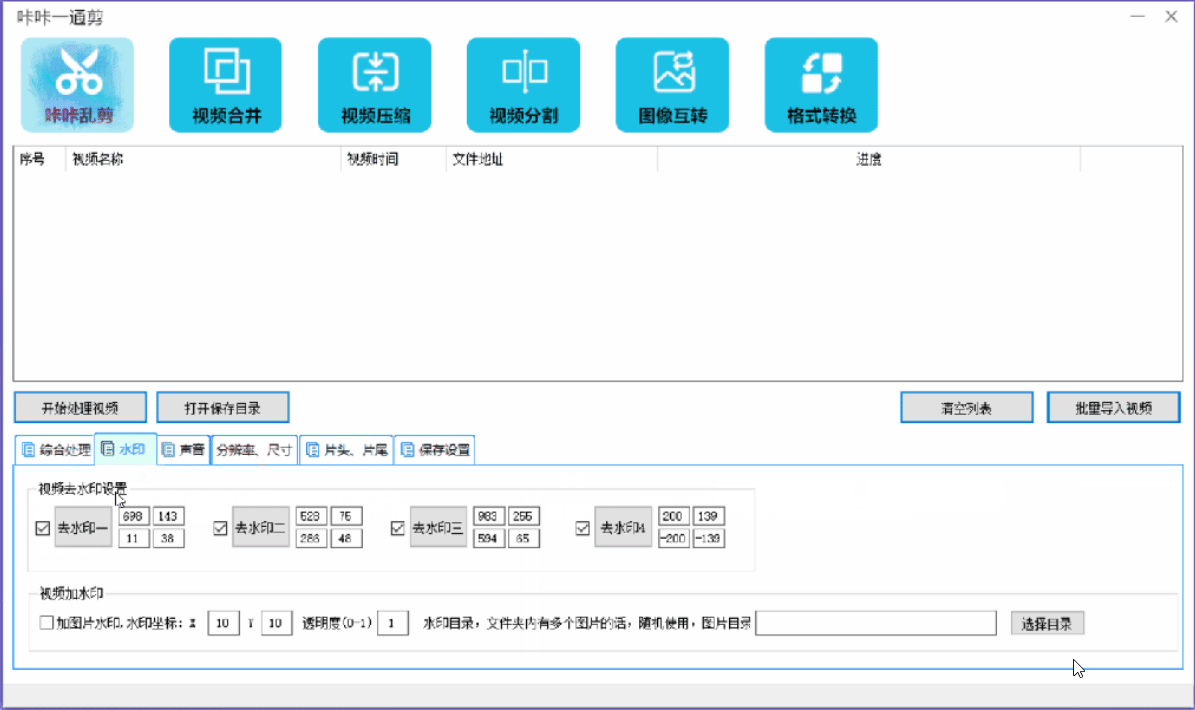 咔咔一通剪
咔咔乱剪 视频合并 视频压缩 视频分割 图像互转 格式转换
序号 视频名称 视频时间 文件地址 进度
开始处理视频 打开保存目录 清空列表 批量导入视频
综合处理 水印 声音 分辨率、尺寸 片头、片尾 保存设置
视频去水印设置
去水印一 698 143 去水印二 523 75 去水印三 983 255 去水印4 200 139
11 38 286 48 594 65 -200 -139
视频加水印
加图片水印,水印坐标: X 10 Y 10 透明度(0-1) 1 水印目录，文件夹内有多个图片的话，随机使用，图片目录 选择目录